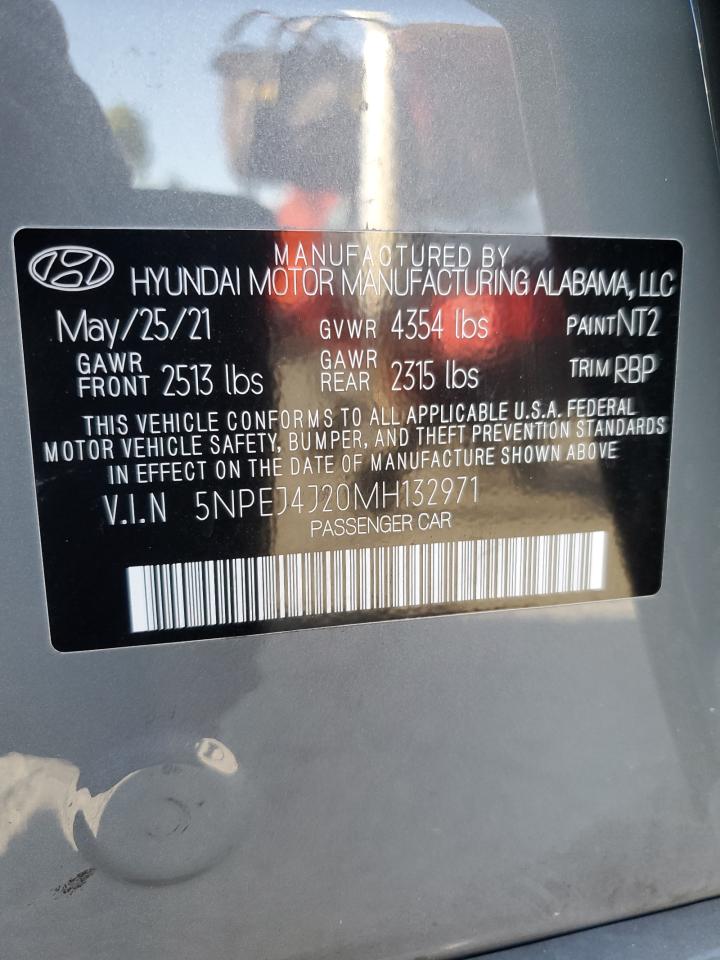 MANUFACTURED BY
HYUNDAI MOTOR MANUFACTURING ALABAMA, LLC
May/25/21 GVWR 4354 lbs PAINT NT2
GAWR FRONT 2513 lbs GAWR REAR 2315 lbs TRIM RBP
THIS VEHICLE CONFORMS TO ALL APPLICABLE U.S.A. FEDERAL
MOTOR VEHICLE SAFETY, BUMPER, AND THEFT PREVENTION STANDARDS
IN EFFECT ON THE DATE OF MANUFACTURE SHOWN ABOVE
V.I.N 5NPEJ4J20MH132971
PASSENGER CAR